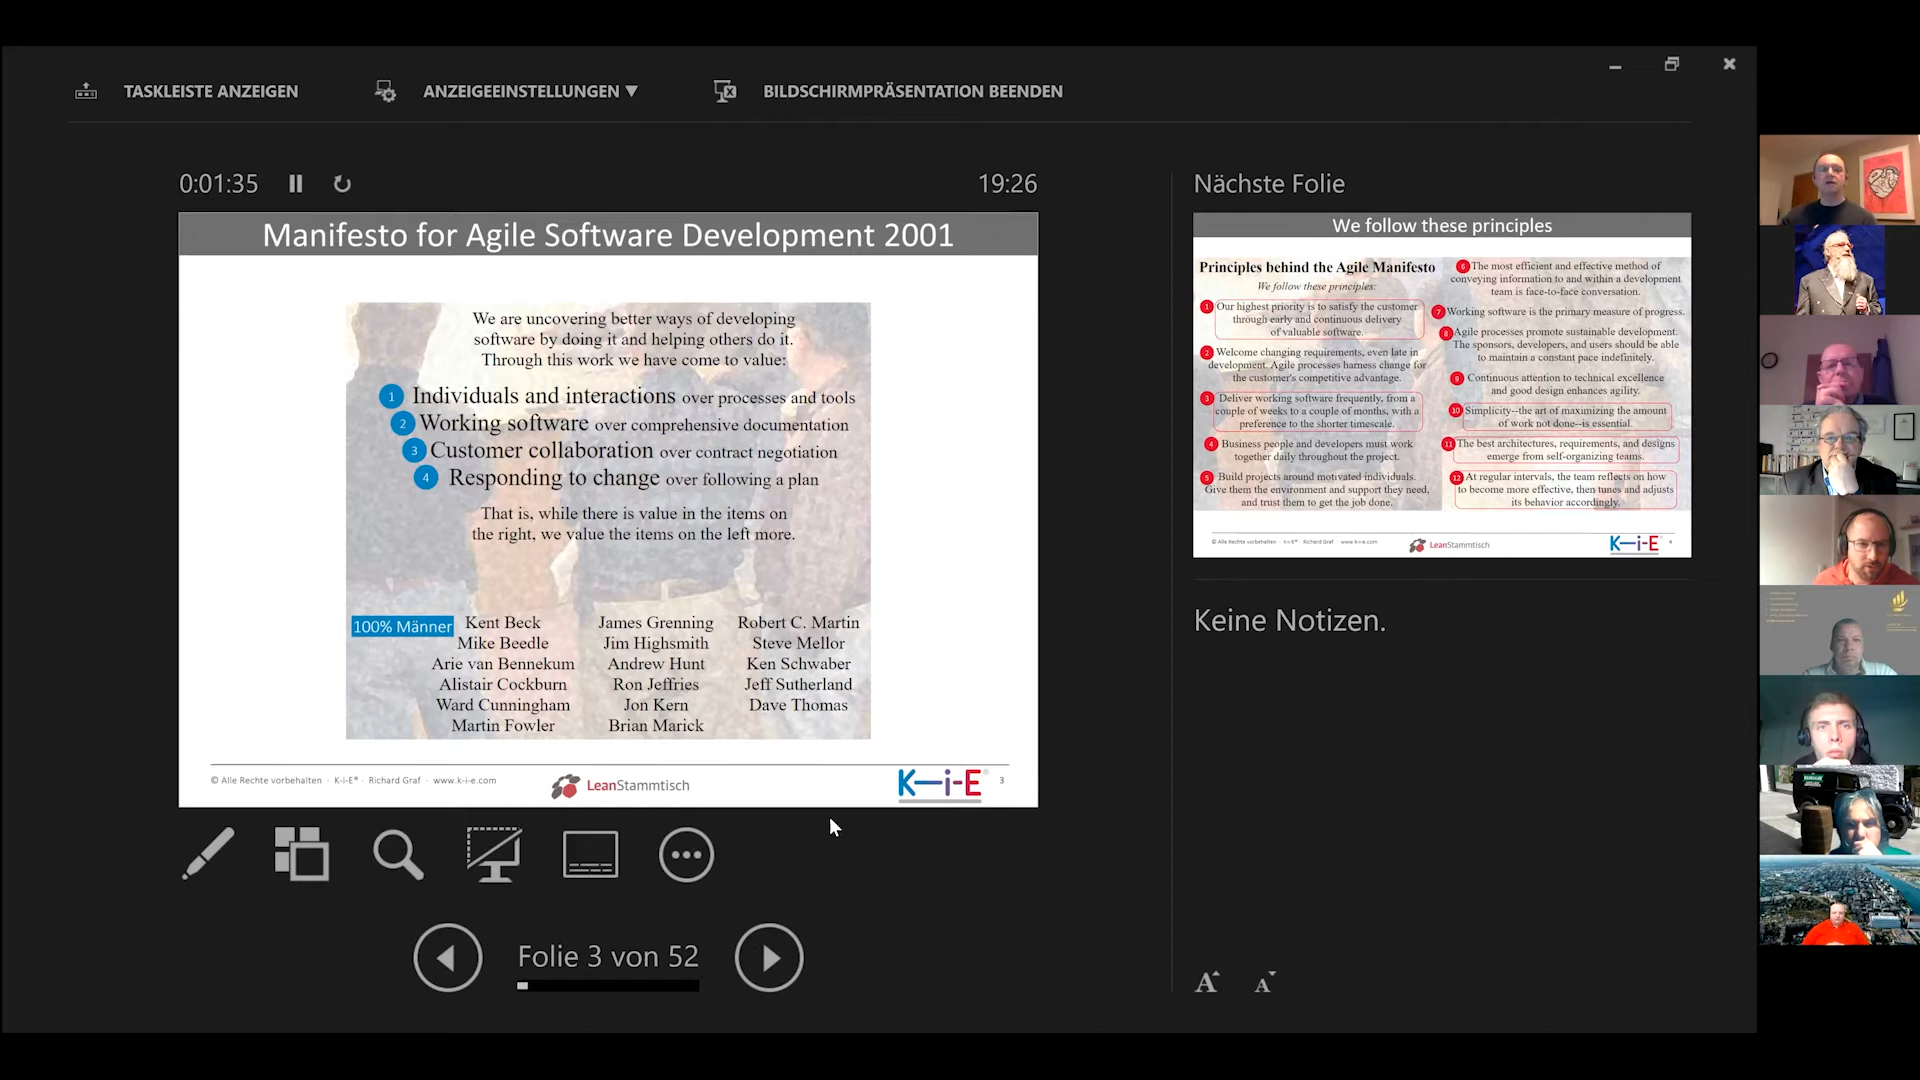 TASKLEISTE ANZEIGEN
ANZEIGEEINSTELLUNGEN
BILDSCHIRMPRÄSENTATION BEENDEN
0:01:35
19:26
Manifesto for Agile Software Development 2001
We are uncovering better ways of developing
software by doing it and helping others do it.
Through this work we have come to value:
1 Individuals and interactions over processes and tools
2 Working software over comprehensive documentation
3 Customer collaboration over contract negotiation
4 Responding to change over following a plan
That is, while there is value in the items on
the right, we value the items on the left more.
100% Männer
Kent Beck
Mike Beedle
Arie van Bennekum
Alistair Cockburn
Ward Cunningham
Martin Fowler
James Grenning
Jim Highsmith
Andrew Hunt
Ron Jeffries
Jon Kern
Brian Marick
Robert C. Martin
Steve Mellor
Ken Schwaber
Jeff Sutherland
Dave Thomas
© Alle Rechte vorbehalten · K-i-E® · Richard Graf · www.k-i-e.com
LeanStammtisch
K-i-E®
3
Folie 3 von 52
Nächste Folie
We follow these principles
Principles behind the Agile Manifesto
We follow these principles:
1 Our highest priority is to satisfy the customer
through early and continuous delivery
of valuable software.
2 Welcome changing requirements, even late in
development. Agile processes harness change for
the customer's competitive advantage.
3 Deliver working software frequently, from a
couple of weeks to a couple of months, with a
preference to the shorter timescale.
4 Business people and developers must work
together daily throughout the project.
5 Build projects around motivated individuals.
Give them the environment and support they need,
and trust them to get the job done.
6 The most efficient and effective method of
conveying information to and within a development
team is face-to-face conversation.
7 Working software is the primary measure of progress.
8 Agile processes promote sustainable development.
The sponsors, developers, and users should be able
to maintain a constant pace indefinitely.
9 Continuous attention to technical excellence
and good design enhances agility.
10 Simplicity--the art of maximizing the amount
of work not done--is essential.
11 The best architectures, requirements, and designs
emerge from self-organizing teams.
12 At regular intervals, the team reflects on how
to become more effective, then tunes and adjusts
its behavior accordingly.
© Alle Rechte vorbehalten · K-i-E® · Richard Graf · www.k-i-e.com
LeanStammtisch
K-i-E
4
Keine Notizen.
A A